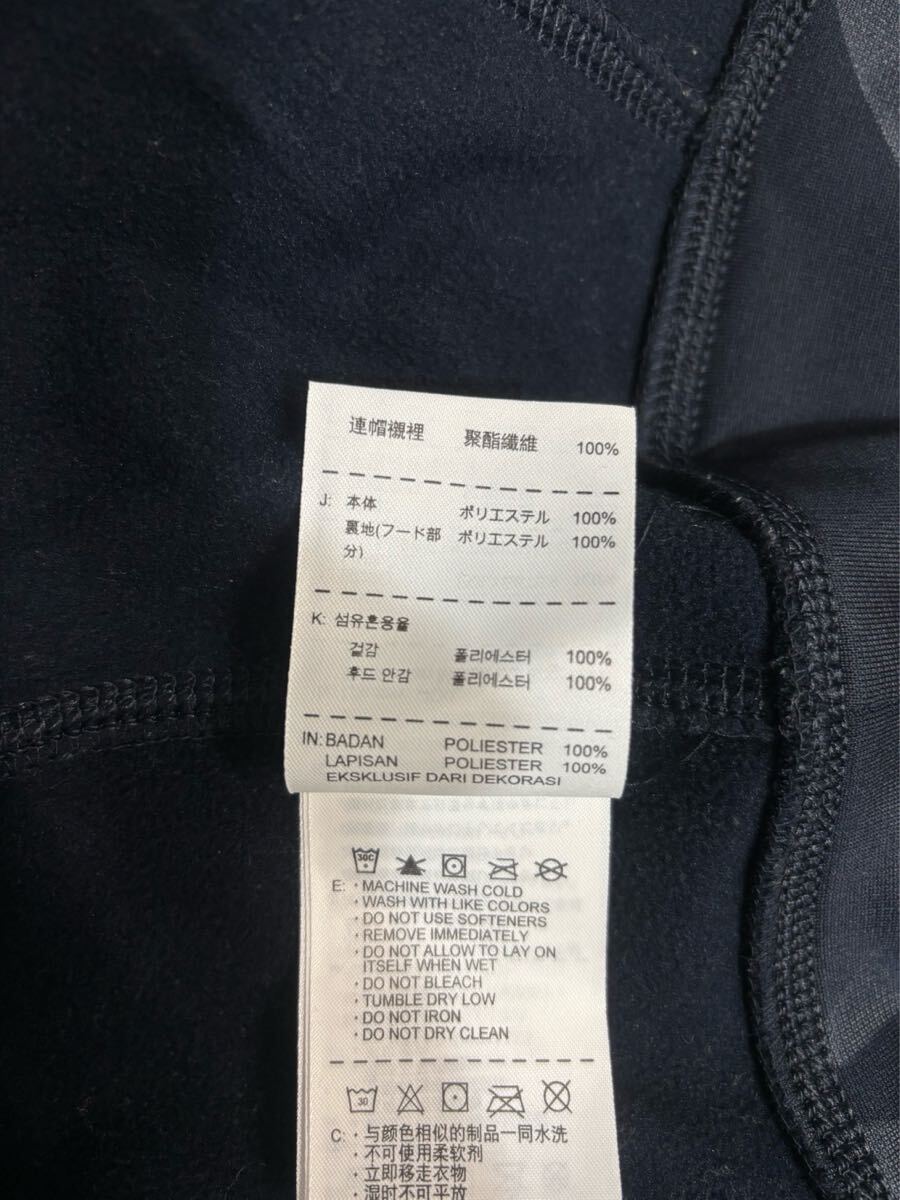 連帽襯裡 聚酯纖維 100%
J: 本体 ポリエステル 100%
裏地(フード部 ポリエステル 100%
分)
K: 섬유혼용율
겉감 폴리에스터 100%
후드 안감 폴리에스터 100%
IN: BADAN POLIESTER 100%
LAPISAN POLIESTER 100%
EKSKLUSIF DARI DEKORASI
30C
E: · MACHINE WASH COLD
· WASH WITH LIKE COLORS
· DO NOT USE SOFTENERS
· REMOVE IMMEDIATELY
· DO NOT ALLOW TO LAY ON
ITSELF WHEN WET
· DO NOT BLEACH
· TUMBLE DRY LOW
· DO NOT IRON
· DO NOT DRY CLEAN
30
C: · 与颜色相似的制品一同水洗
· 不可使用柔软剂
· 立即移走衣物
· 湿时不可平放